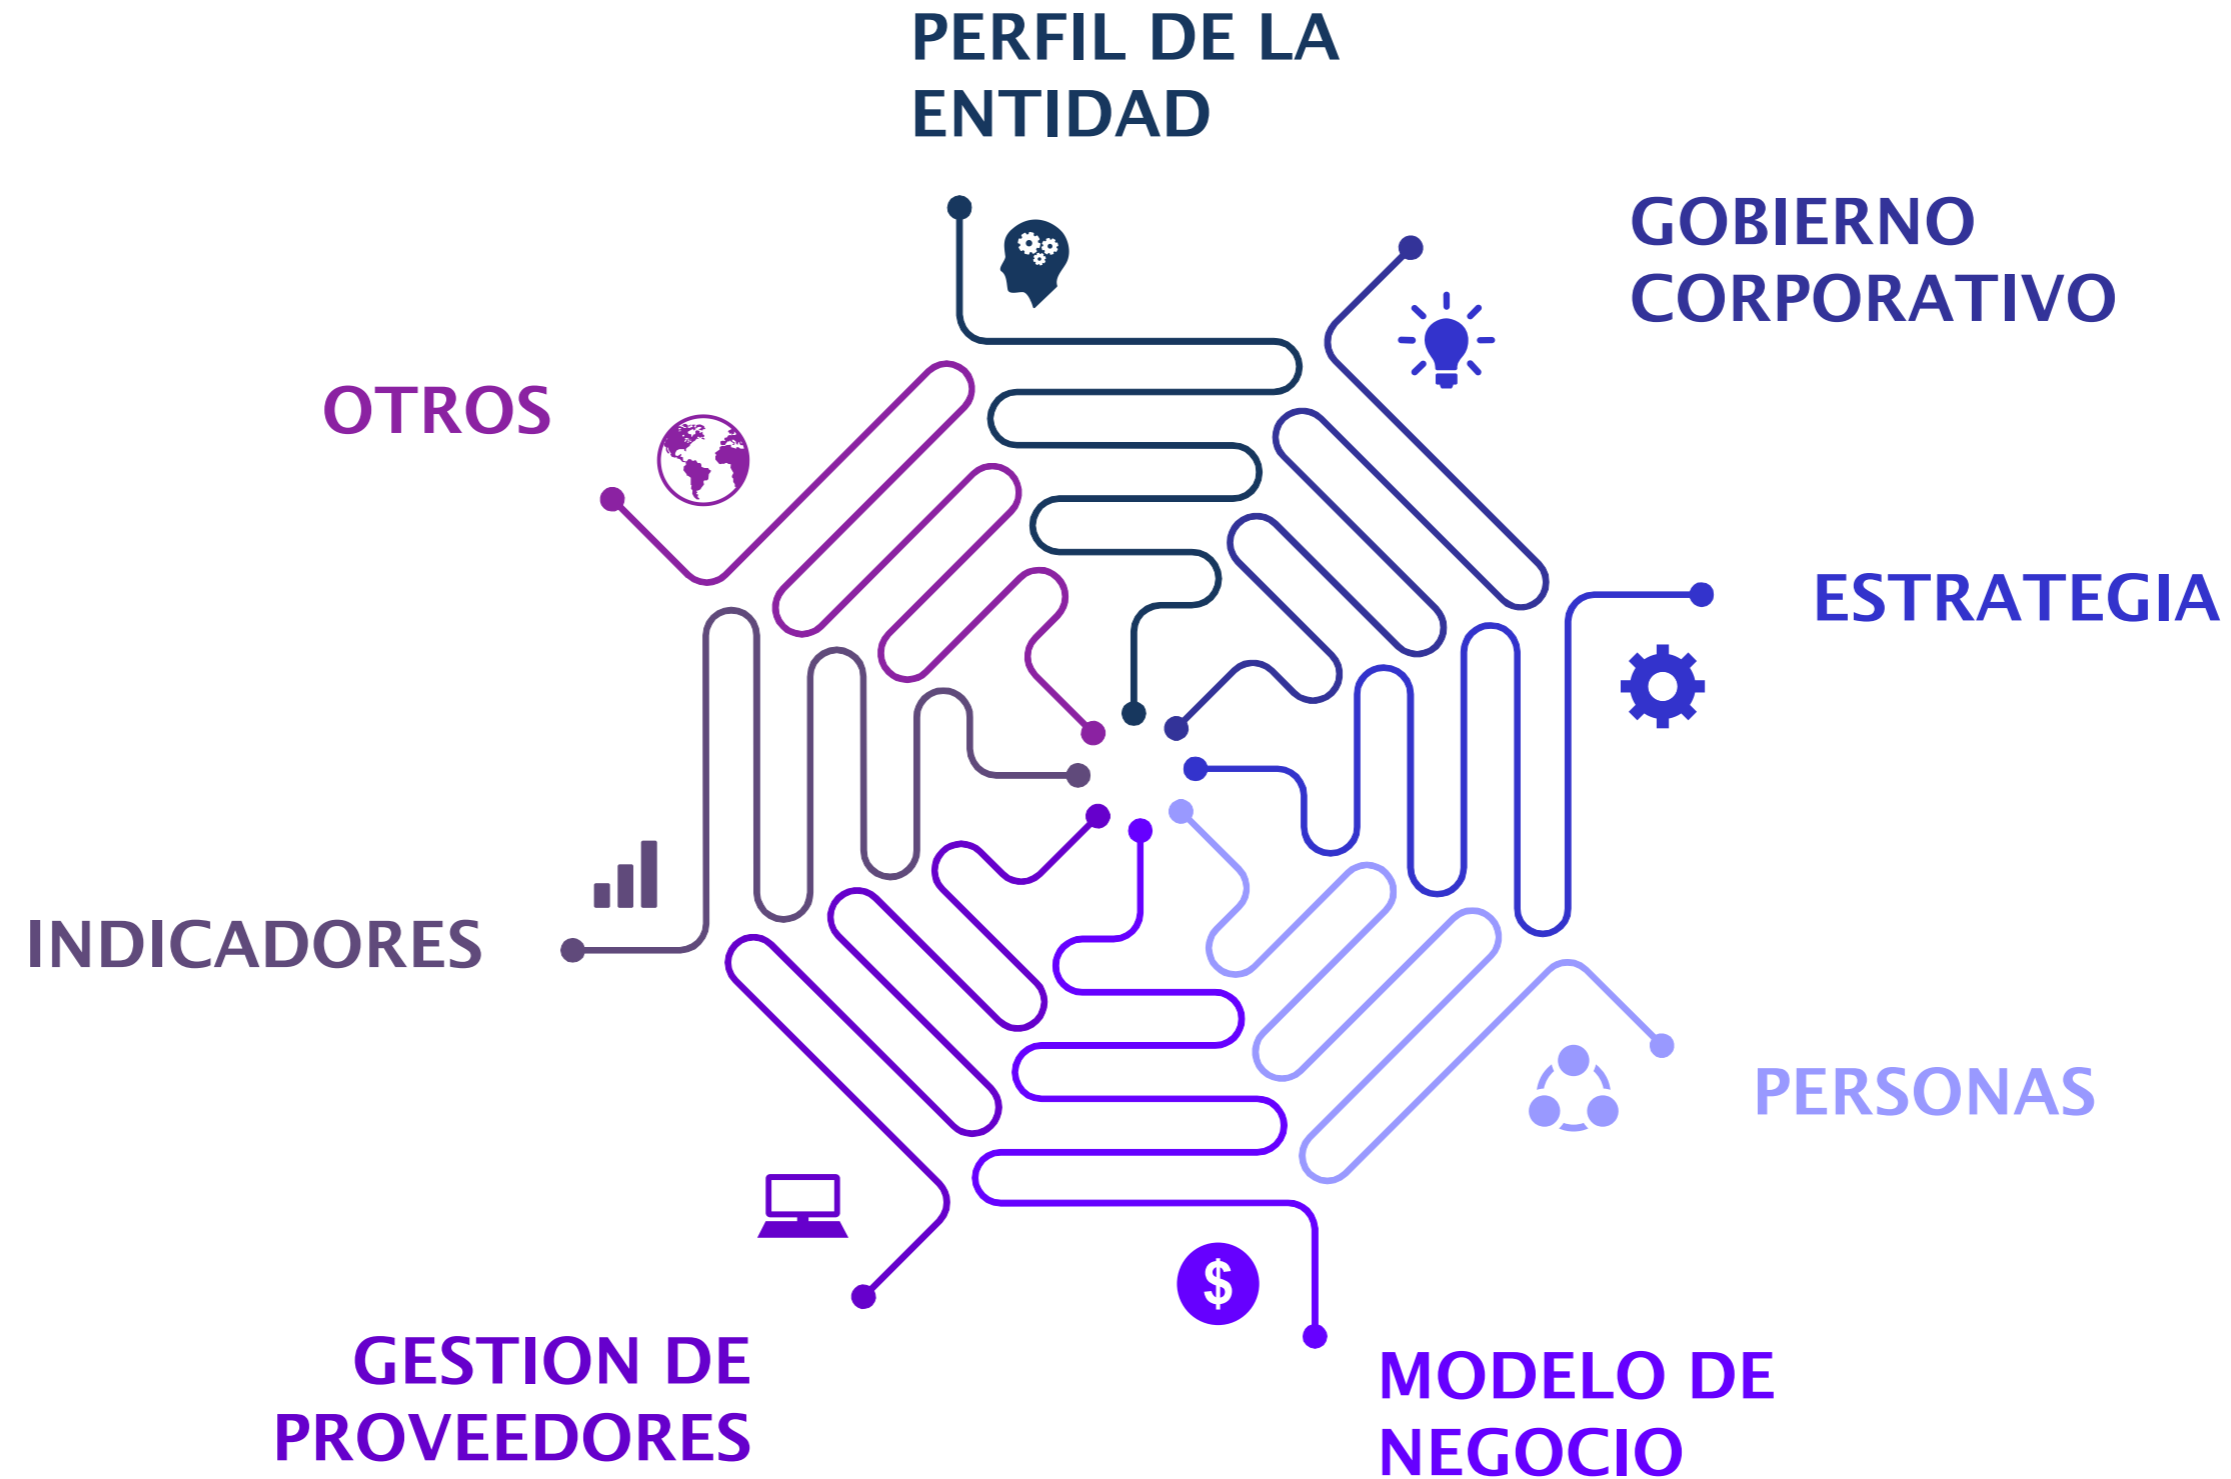 PERFIL DE LA
ENTIDAD
GOBIERNO
CORPORATIVO
OTROS
ESTRATEGIA
INDICADORES
PERSONAS
$
GESTION DE
PROVEEDORES
MODELO DE
NEGOCIO